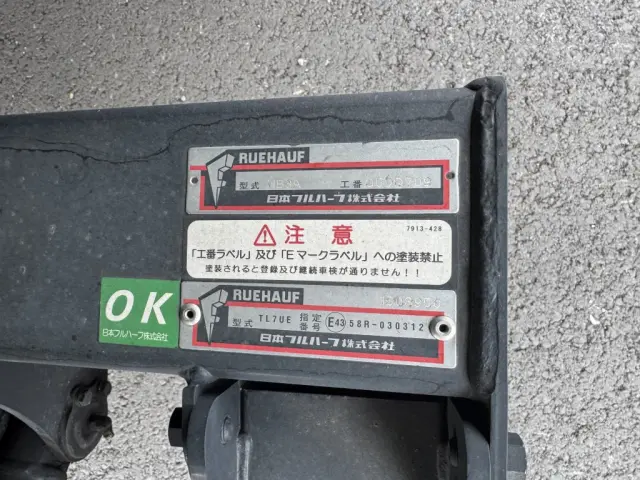 RUEHAUF
型式
工番
日本フルハーフ株式会社
注意
7913-428
「工番ラベル」及び「Eマークラベル」への塗装禁止
塗装されると登録及び継続車検が通りません！！
OK
日本フルハーフ株式会社
RUEHAUF
型式 TL7UE 指定番号 E43 58R-030312
日本フルハーフ株式会社